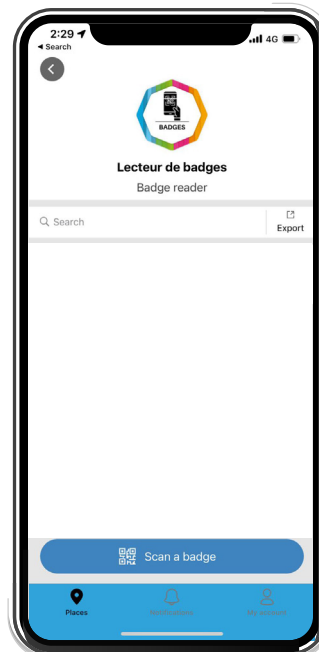 2:29
4G
◄ Search
BADGES
Lecteur de badges
Badge reader
Search
Export
Scan a badge
Places
Notifications
My account